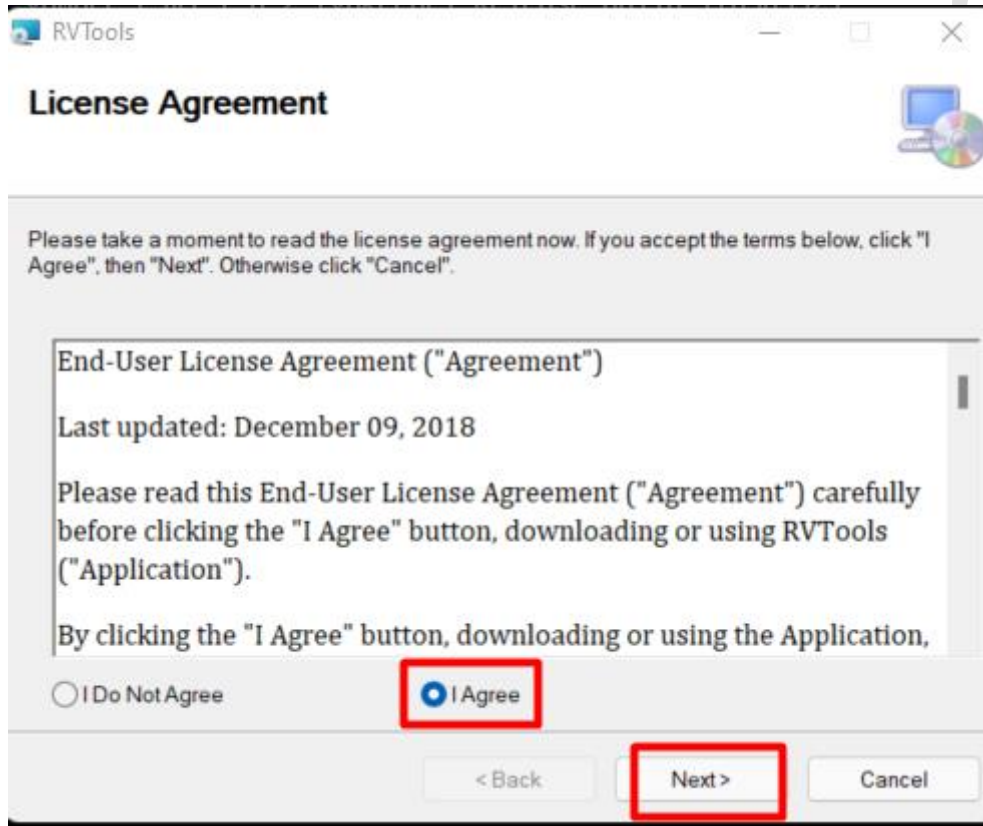 RVTools
License Agreement
Please take a moment to read the license agreement now. If you accept the terms below, click "I
Agree", then "Next". Otherwise click "Cancel".
End-User License Agreement ("Agreement")
Last updated: December 09, 2018
Please read this End-User License Agreement ("Agreement") carefully
before clicking the "I Agree" button, downloading or using RVTools
("Application").
By clicking the "I Agree" button, downloading or using the Application,
I Do Not Agree
I Agree
< Back
Next >
Cancel